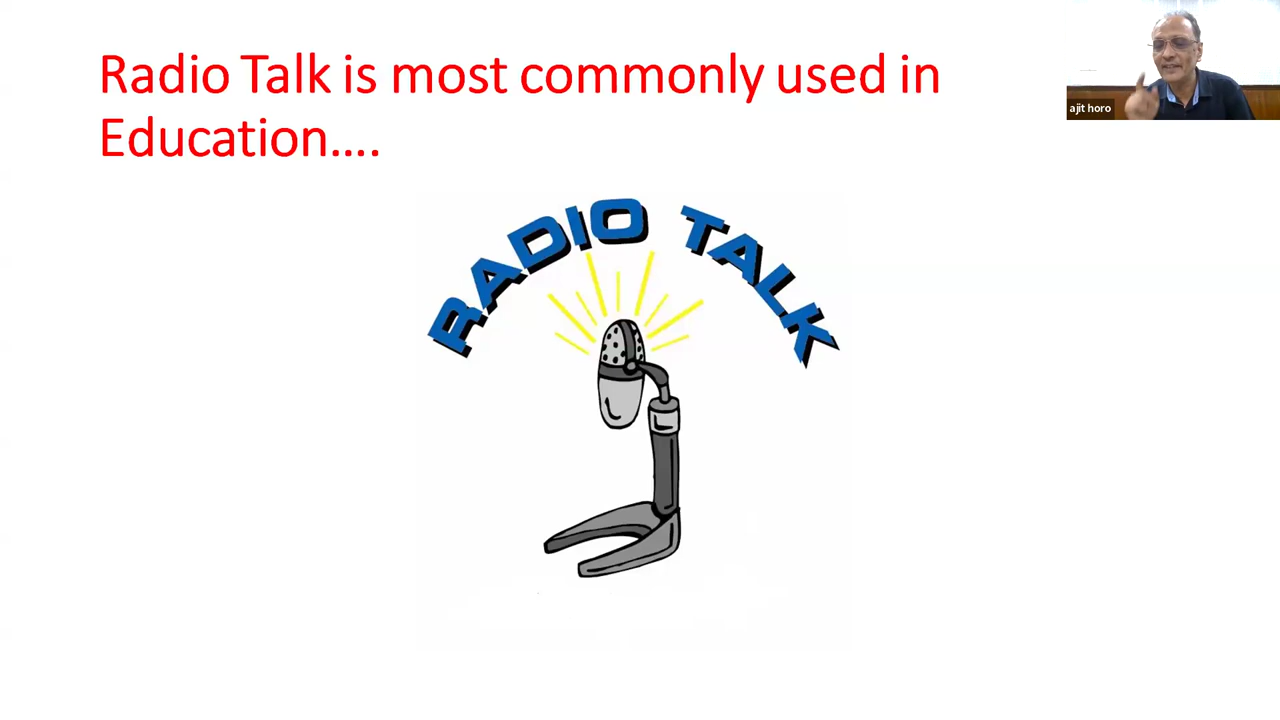 Radio Talk is most commonly used in
Education....
ajit horo
RADIO TALK